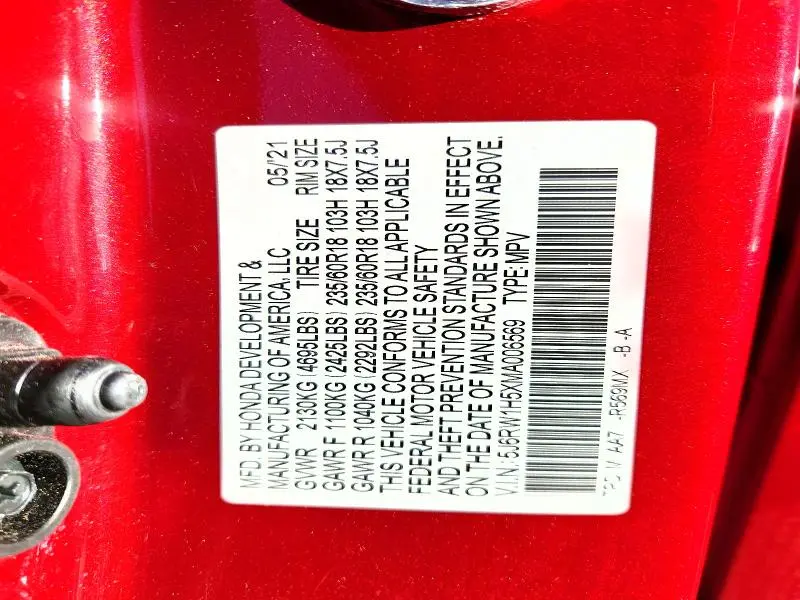 MFD. BY HONDA DEVELOPMENT &
MANUFACTURING OF AMERICA, LLC 05/'21
GVWR 2130KG (4695LBS) TIRE SIZE RIM SIZE
GAWR F 1100KG (2425LBS) 235/60R18 103H 18X7.5J
GAWR R 1040KG (2292LBS) 235/60R18 103H 18X7.5J
THIS VEHICLE CONFORMS TO ALL APPLICABLE
FEDERAL MOTOR VEHICLE SAFETY
AND THEFT PREVENTION STANDARDS IN EFFECT
ON THE DATE OF MANUFACTURE SHOWN ABOVE.
V.I.N.: 5J6RW1H5XMA006569 TYPE:MPV
AA7 -R569MX -B -A